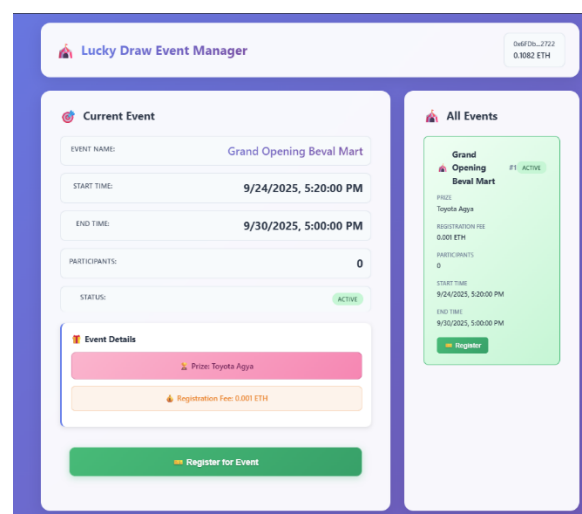 Lucky Draw Event Manager
0x6FDb...2722
0.1082 ETH
Current Event
EVENT NAME:
Grand Opening Beval Mart
START TIME:
9/24/2025, 5:20:00 PM
END TIME:
9/30/2025, 5:00:00 PM
PARTICIPANTS:
0
STATUS:
ACTIVE
Event Details
Prize: Toyota Agya
Registration Fee: 0.001 ETH
Register for Event
All Events
Grand
Opening
Beval Mart
#1 ACTIVE
PRIZE
Toyota Agya
REGISTRATION FEE
0.001 ETH
PARTICIPANTS
0
START TIME
9/24/2025, 5:20:00 PM
END TIME
9/30/2025, 5:00:00 PM
Register